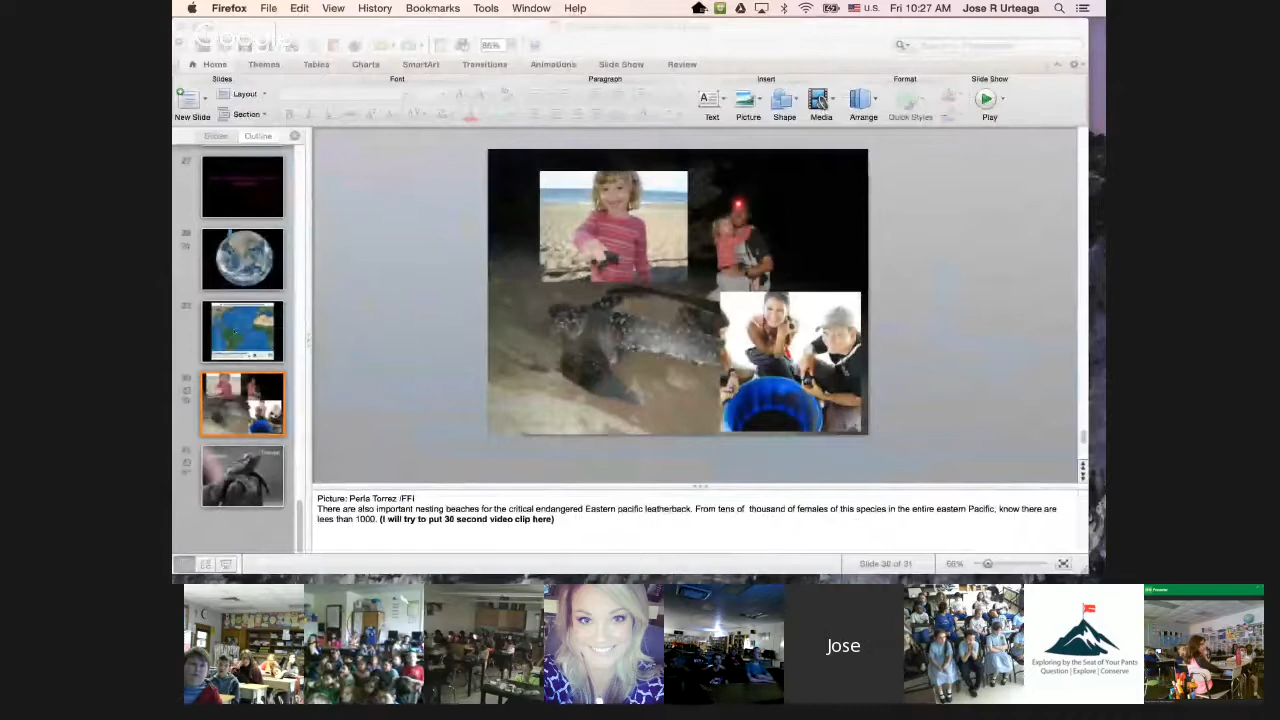 Firefox File Edit View History Bookmarks Tools Window Help U.S. Fri 10:27 AM Jose R Urteaga
Google
86%
Home Themes Tables Charts SmartArt Transitions Animations Slide Show Review
Slides Font Paragraph Insert Format Slide Show
Layout
Section
New Slide Text Picture Shape Media Arrange Quick Styles Play
Slides Outline
Picture: Perla Torrez /FFI
There are also important nesting beaches for the critical endangered Eastern pacific leatherback. From tens of thousand of females of this species in the entire eastern Pacific, know there are
lees than 1000. (I will try to put 30 second video clip here)
Slide 30 of 31 68%
Jose
Exploring by the Seat of Your Pants
Question | Explore | Conserve